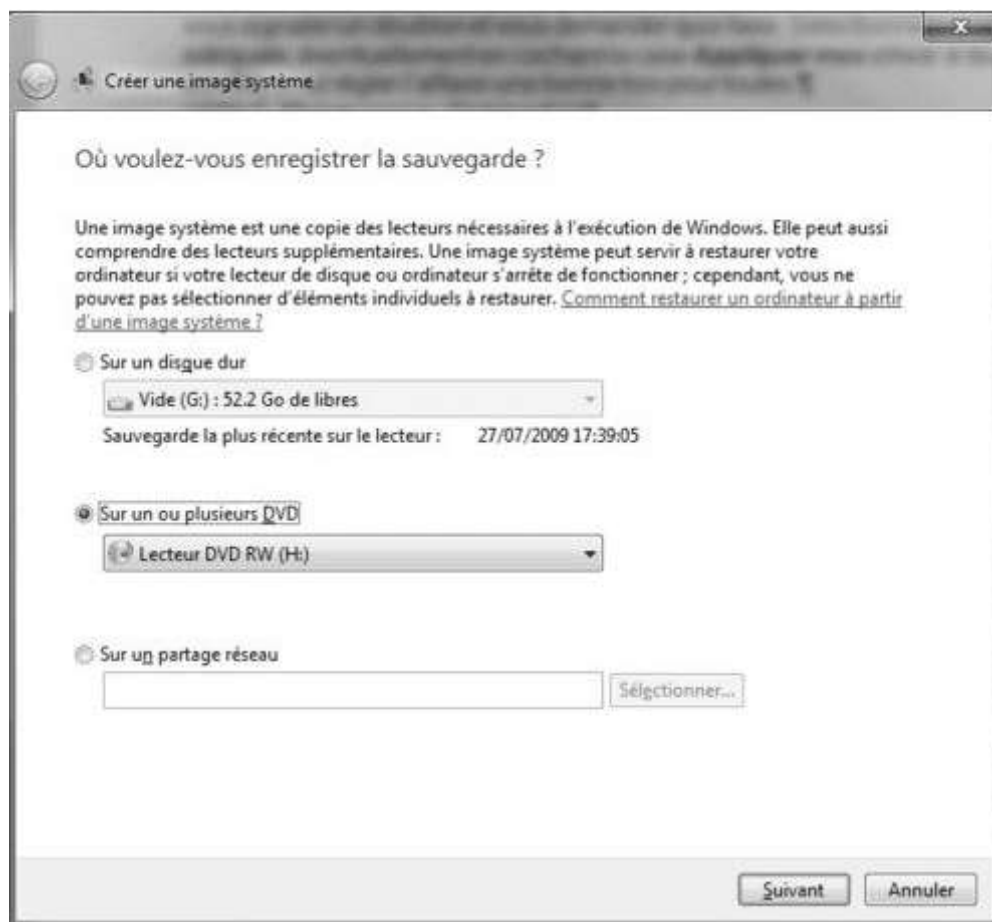 Créer une image système
Où voulez-vous enregistrer la sauvegarde ?
Une image système est une copie des lecteurs nécessaires à l'exécution de Windows. Elle peut aussi
comprendre des lecteurs supplémentaires. Une image système peut servir à restaurer votre
ordinateur si votre lecteur de disque ou ordinateur s'arrête de fonctionner ; cependant, vous ne
pouvez pas sélectionner d'éléments individuels à restaurer. Comment restaurer un ordinateur à partir
d'une image système ?
Sur un disque dur
Vide (G:) : 52.2 Go de libres
Sauvegarde la plus récente sur le lecteur : 27/07/2009 17:39:05
Sur un ou plusieurs DVD
Lecteur DVD RW (H:)
Sur un partage réseau
Sélectionner...
Suivant Annuler